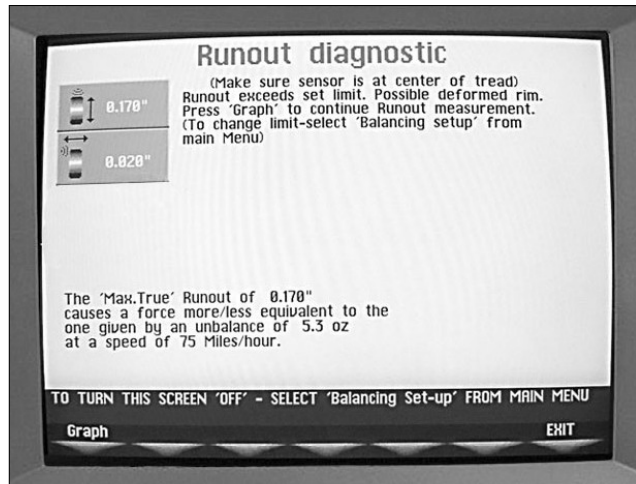 Runout diagnostic
(Make sure sensor is at center of tread)
0.170"
Runout exceeds set limit. Possible deformed rim.
Press 'Graph' to continue Runout measurement.
(To change limit-select 'Balancing setup' from
main Menu)
0.020"
The 'Max.True' Runout of 0.170"
causes a force more/less equivalent to the
one given by an unbalance of 5.3 oz
at a speed of 75 Miles/hour.
TO TURN THIS SCREEN 'OFF' - SELECT 'Balancing Set-up' FROM MAIN MENU
Graph
EXIT